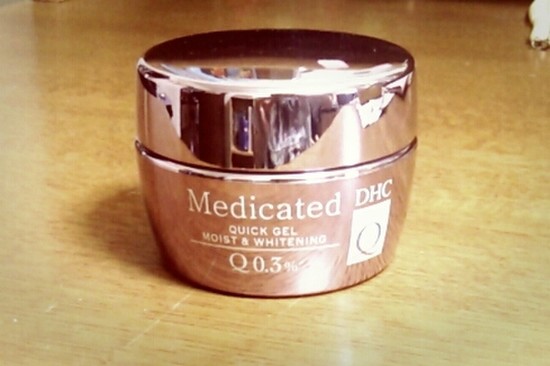 Medicated
DHC
QUICK GEL
MOIST & WHITENING
Q
Q 0.3%